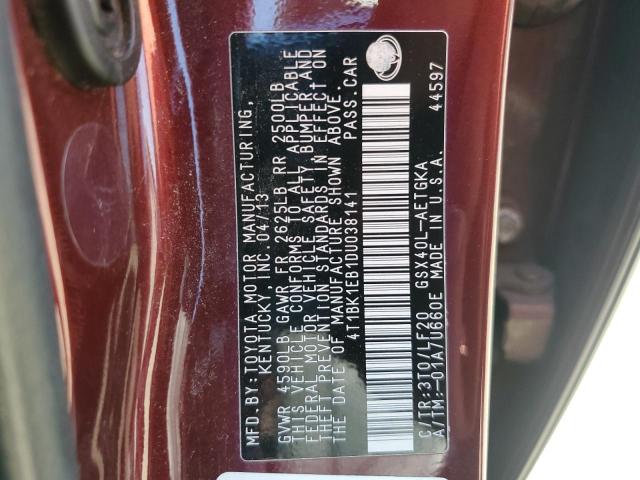 MFD.BY:TOYOTA MOTOR MANUFACTURING,
KENTUCKY, INC. 04/13
GVWR 4590LB GAWR FR 2625LB RR 2500LB
THIS VEHICLE CONFORMS TO ALL APPLICABLE
FEDERAL MOTOR VEHICLE SAFETY, BUMPER, AND
THEFT PREVENTION STANDARDS IN EFFECT ON
THE DATE OF MANUFACTURE SHOWN ABOVE.
4T1BK1EB1DU038141 PASS.CAR
C/TR:3T0/LF20 GSX40L-AETGKA
A/TM:-00A/U660E MADE IN U.S.A. 44597